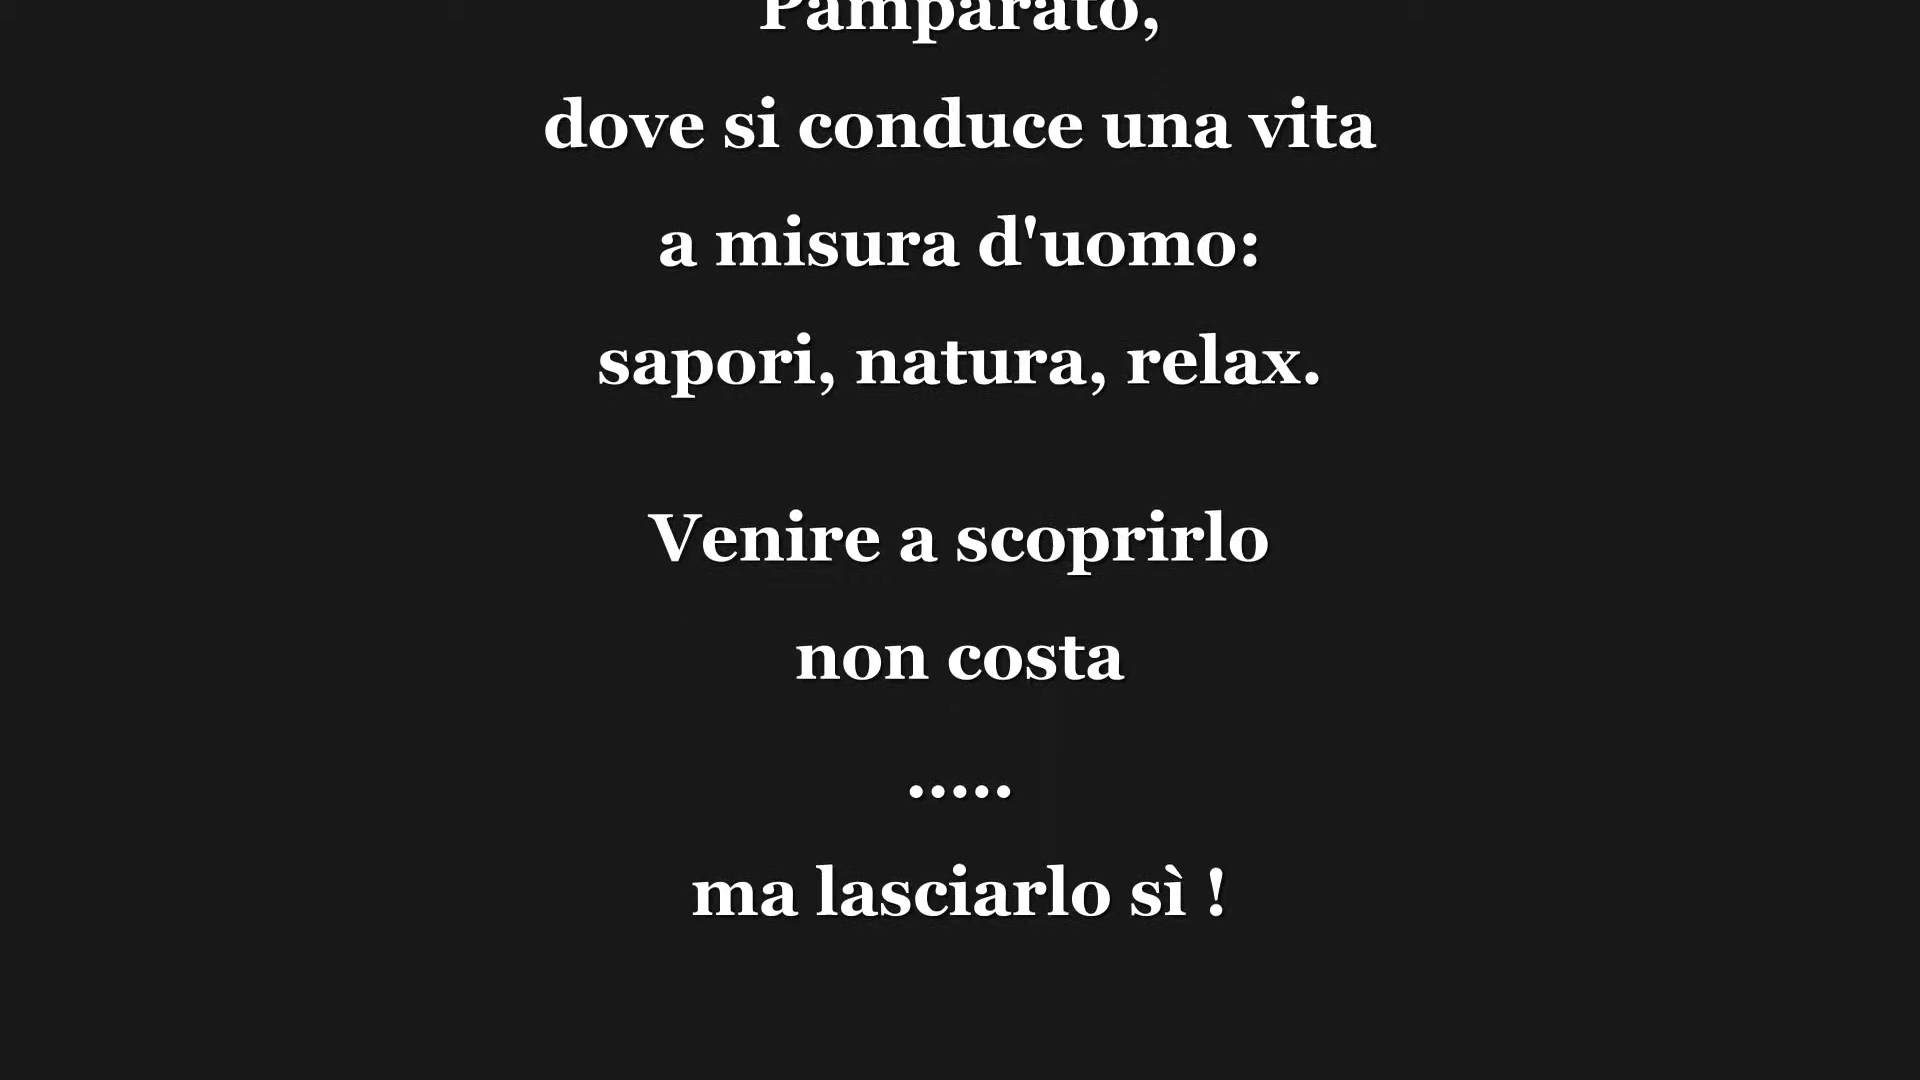 Pamparato,
dove si conduce una vita
a misura d'uomo:
sapori, natura, relax.
Venire a scoprirlo
non costa
.....
ma lasciarlo sì !